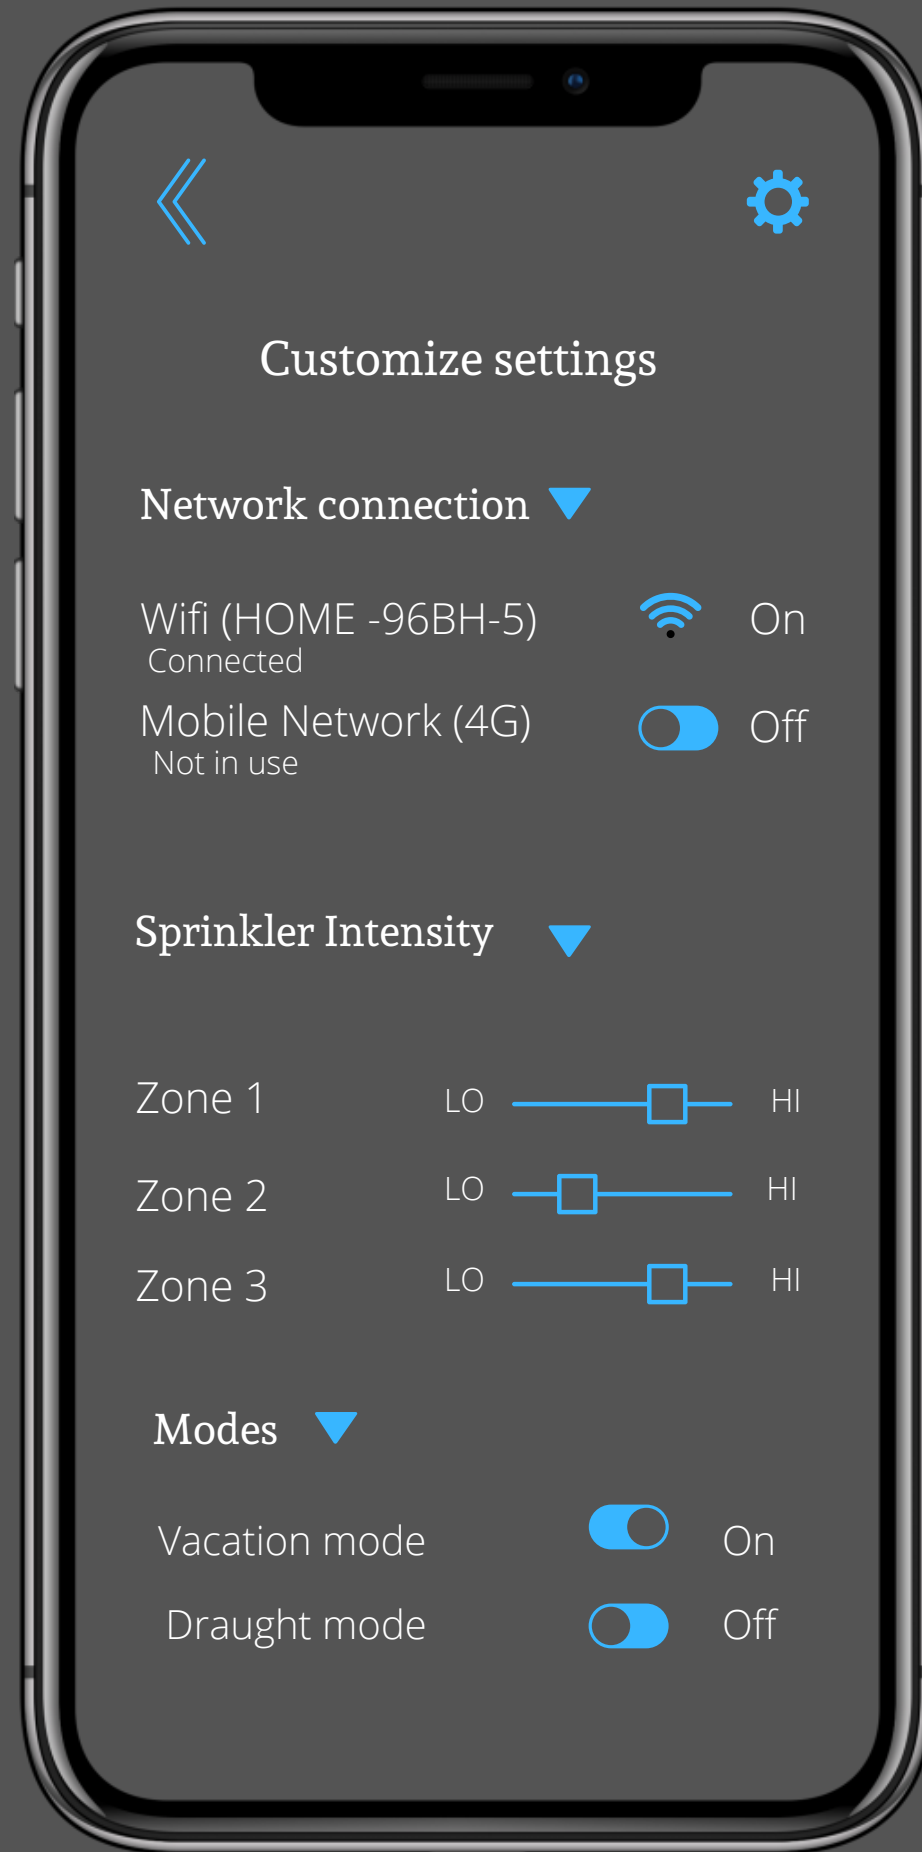 Customize settings
Network connection
Wifi (HOME -96BH-5) On
Connected
Mobile Network (4G) Off
Not in use
Sprinkler Intensity
Zone 1 LO HI
Zone 2 LO HI
Zone 3 LO HI
Modes
Vacation mode On
Draught mode Off